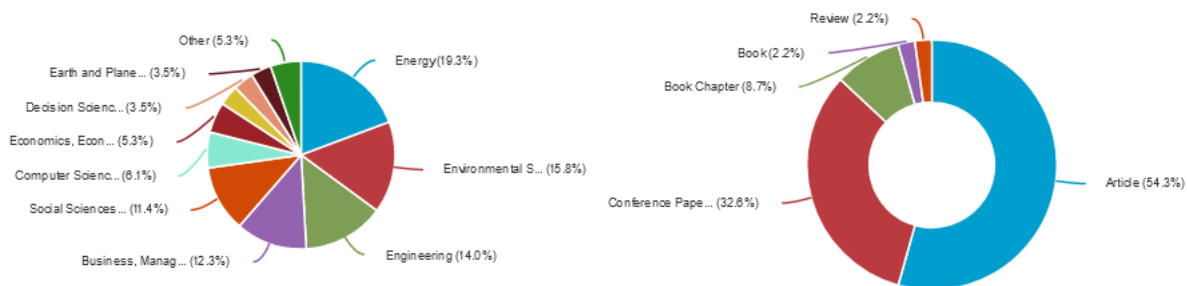 Other (5.3%)
Energy(19.3%)
Earth and Plane... (3.5%)
Decision Scienc... (3.5%)
Economics, Econ... (5.3%)
Environmental S... (15.8%)
Computer Scienc... (6.1%)
Social Sciences... (11.4%)
Engineering (14.0%)
Business, Manag... (12.3%)
Review (2.2%)
Book(2.2%)
Book Chapter (8.7%)
Article (54.3%)
Conference Pape... (32.6%)